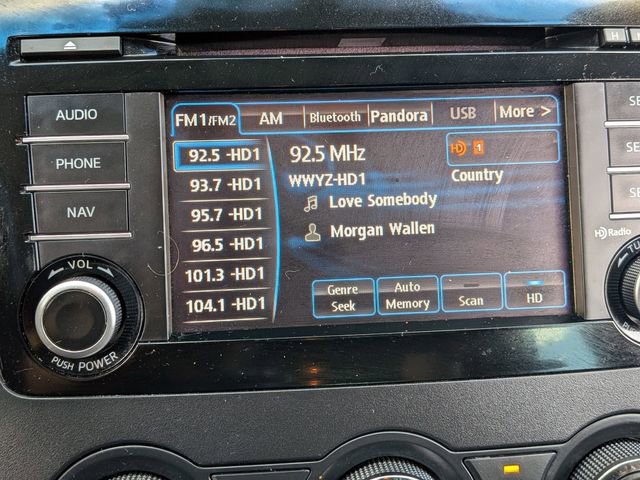 AUDIO
PHONE
NAV
VOL
PUSH POWER
FM1/FM2 AM Bluetooth Pandora USB More >
92.5 -HD1
93.7 -HD1
95.7 -HD1
96.5 -HD1
101.3 -HD1
104.1 -HD1
92.5 MHz
WWYZ-HD1
Love Somebody
Morgan Wallen
HD 1
Country
Genre Seek
Auto Memory
Scan
HD
HD Radio